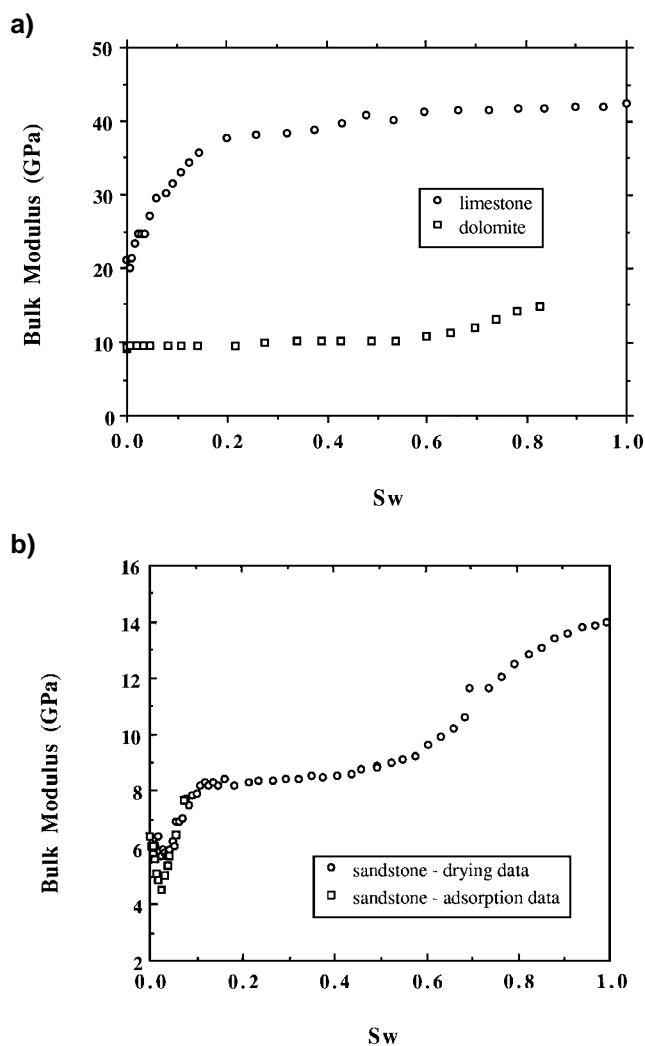 a)
50
40
30
20
10
0
Bulk Modulus (GPa)
limestone
dolomite
0.0 0.2 0.4 0.6 0.8 1.0
Sw
b)
16
14
12
10
8
6
4
2
Bulk Modulus (GPa)
sandstone - drying data
sandstone - adsorption data
0.0 0.2 0.4 0.6 0.8 1.0
Sw